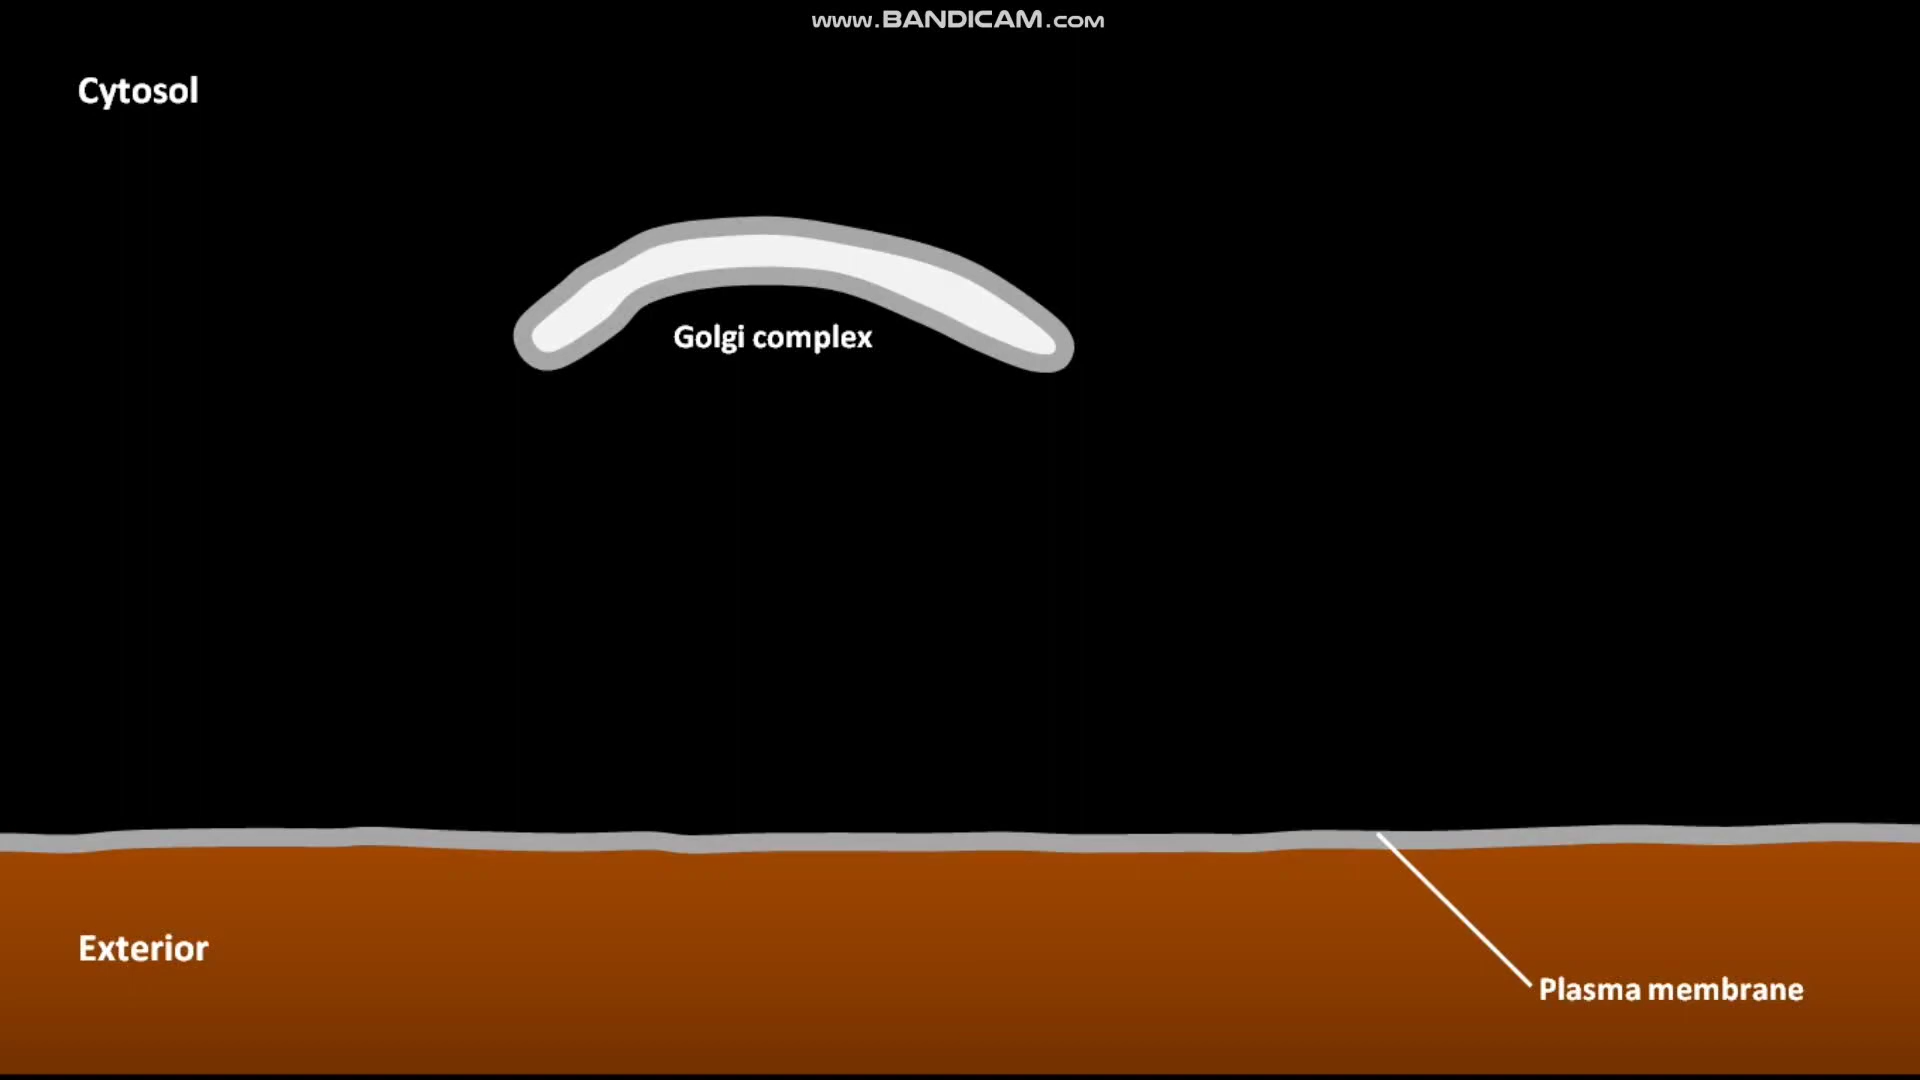 www.BANDICAM.com
Cytosol
Golgi complex
Exterior
Plasma membrane